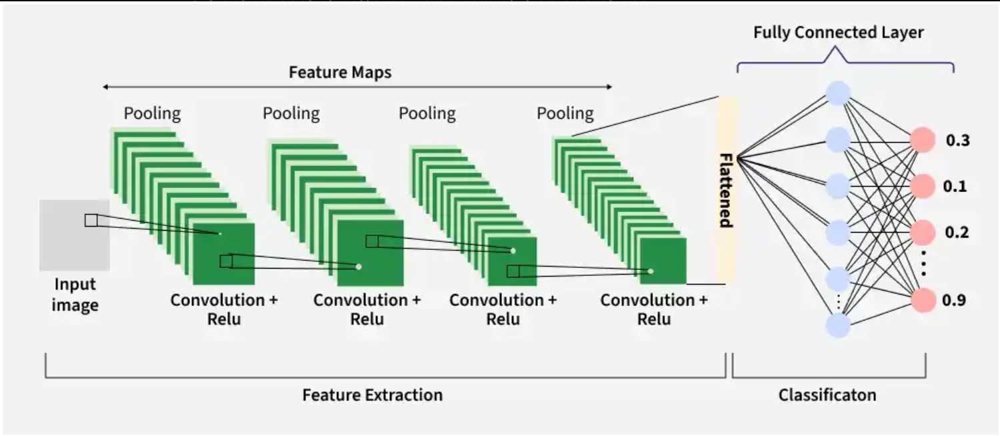 Fully Connected Layer
Feature Maps
Pooling
Pooling
Pooling
Pooling
Flattened
0.3
0.1
0.2
0.9
Input
image
Convolution +
Relu
Convolution +
Relu
Convolution +
Relu
Convolution +
Relu
Feature Extraction
Classificaton